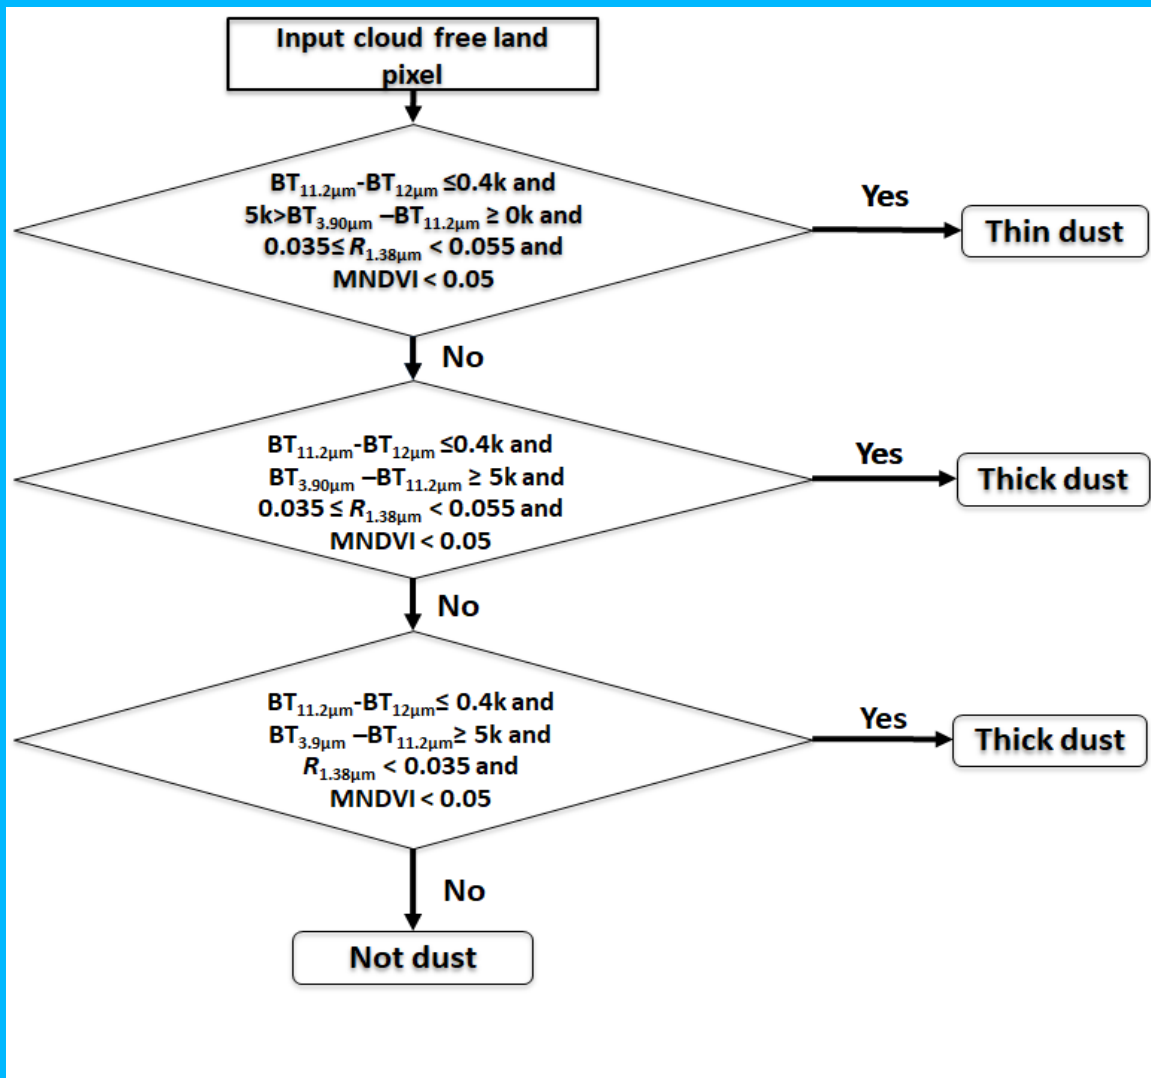 Input cloud free land
pixel
BT11.2μm-BT12μm ≤0.4k and
5k>BT3.90μm –BT11.2μm ≥ 0k and
0.035≤ R1.38μm < 0.055 and
MNDVI < 0.05
Yes
Thin dust
No
BT11.2μm-BT12μm ≤0.4k and
BT3.90μm –BT11.2μm ≥ 5k and
0.035 ≤ R1.38μm < 0.055 and
MNDVI < 0.05
Yes
Thick dust
No
BT11.2μm-BT12μm≤ 0.4k and
BT3.9μm –BT11.2μm≥ 5k and
R1.38μm < 0.035 and
MNDVI < 0.05
Yes
Thick dust
No
Not dust